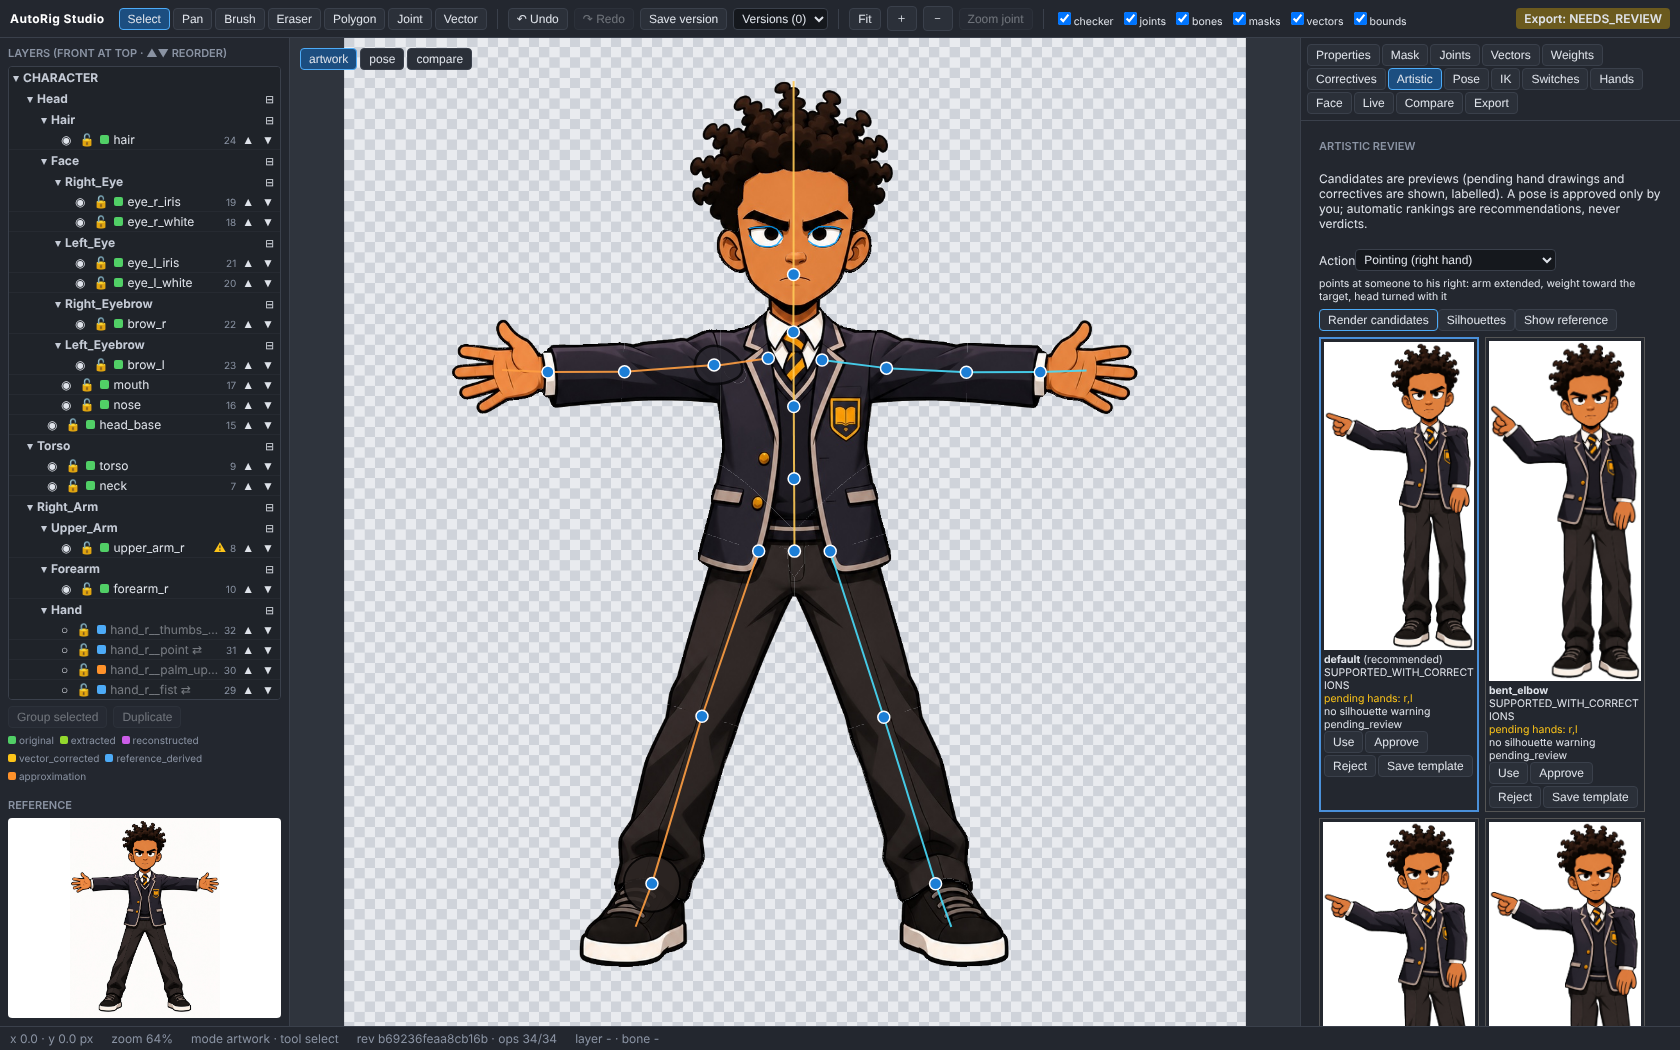 AutoRig Studio Select Pan Brush Eraser Polygon Joint Vector ↶ Undo ↷ Redo Save version Versions (0) Fit + − Zoom joint checker joints bones masks vectors bounds Export: NEEDS_REVIEW
LAYERS (FRONT AT TOP · ▲▼ REORDER)
▾ CHARACTER
▾ Head
▾ Hair
hair 24 ▲ ▼
▾ Face
▾ Right_Eye
eye_r_iris 19 ▲ ▼
eye_r_white 18 ▲ ▼
▾ Left_Eye
eye_l_iris 21 ▲ ▼
eye_l_white 20 ▲ ▼
▾ Right_Eyebrow
brow_r 22 ▲ ▼
▾ Left_Eyebrow
brow_l 23 ▲ ▼
mouth 17 ▲ ▼
nose 16 ▲ ▼
head_base 15 ▲ ▼
▾ Torso
torso 9 ▲ ▼
neck 7 ▲ ▼
▾ Right_Arm
▾ Upper_Arm
upper_arm_r 8 ▲ ▼
▾ Forearm
forearm_r 10 ▲ ▼
▾ Hand
hand_r__thumbs_... 32 ▲ ▼
hand_r__point ⇄ 31 ▲ ▼
hand_r__palm_up... 30 ▲ ▼
hand_r__fist ⇄ 29 ▲ ▼
Group selected Duplicate
original extracted reconstructed
vector_corrected reference_derived
approximation
REFERENCE
artwork pose compare
Properties Mask Joints Vectors Weights
Correctives Artistic Pose IK Switches Hands
Face Live Compare Export
ARTISTIC REVIEW
Candidates are previews (pending hand drawings and
correctives are shown, labelled). A pose is approved only by
you; automatic rankings are recommendations, never
verdicts.
Action Pointing (right hand)
points at someone to his right: arm extended, weight toward the
target, head turned with it
Render candidates Silhouettes Show reference
default (recommended)
SUPPORTED_WITH_CORRECT
IONS
pending hands: r,l
no silhouette warning
pending_review
Use Approve
Reject Save template
bent_elbow
SUPPORTED_WITH_CORRECT
IONS
pending hands: r,l
no silhouette warning
pending_review
Use Approve
Reject Save template
x 0.0 · y 0.0 px zoom 64% mode artwork · tool select rev b69236feaa8cb16b · ops 34/34 layer - · bone -